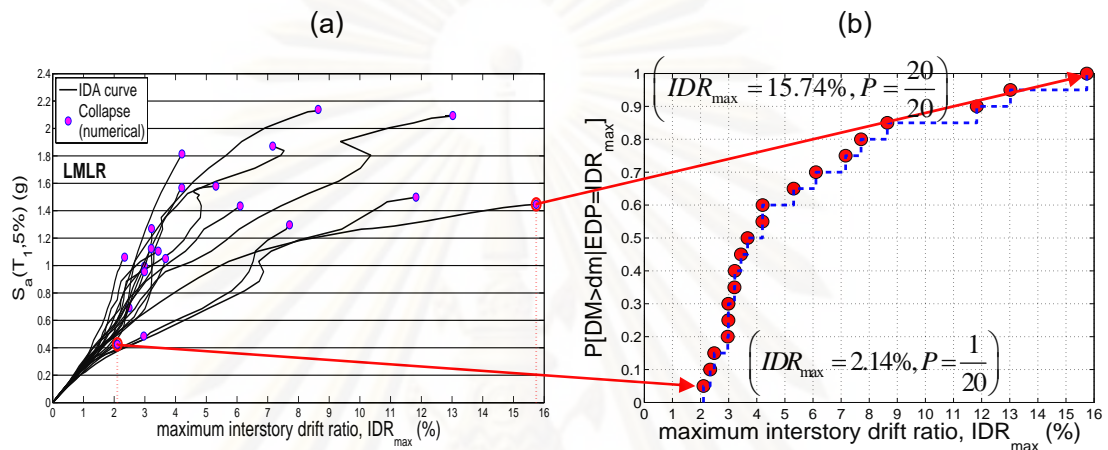 (a)
(b)
S_a(T_1,5%) (g)
2.4
2.2
2
1.8
1.6
1.4
1.2
1
0.8
0.6
0.4
0.2
0
IDA curve
Collapse
(numerical)
LMLR
0 1 2 3 4 5 6 7 8 9 10 11 12 13 14 15 16
maximum interstory drift ratio, IDR_max (%)
P[DM>dm|EDP=IDR_max]
1
0.9
0.8
0.7
0.6
0.5
0.4
0.3
0.2
0.1
0
(IDR_max = 15.74%, P = 20/20)
(IDR_max = 2.14%, P = 1/20)
0 1 2 3 4 5 6 7 8 9 10 11 12 13 14 15 16
maximum interstory drift ratio, IDR_max (%)